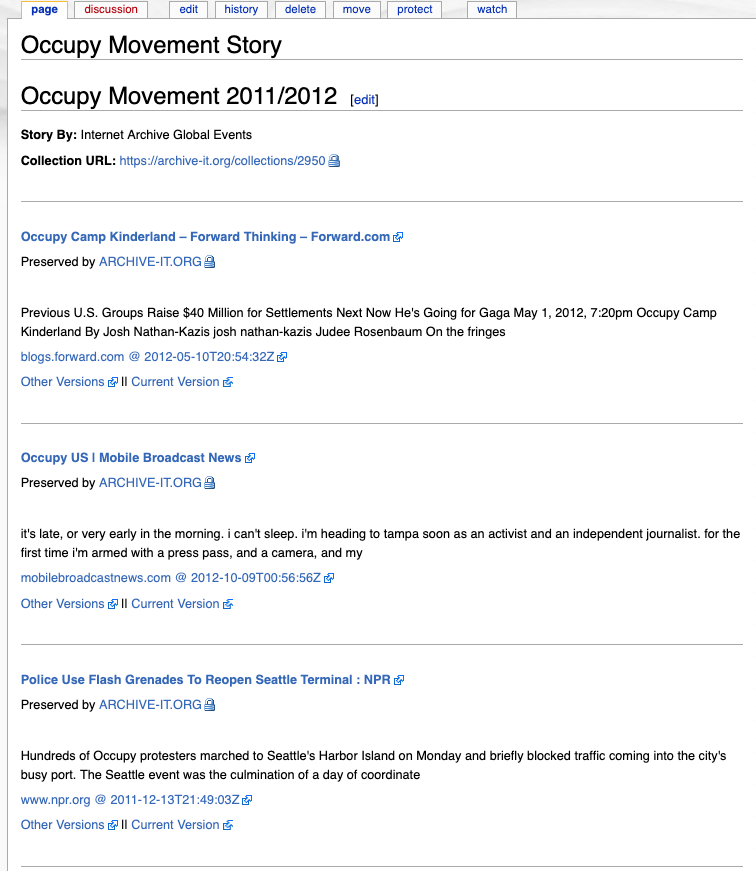 page discussion edit history delete move protect watch
Occupy Movement Story
Occupy Movement 2011/2012 [edit]
Story By: Internet Archive Global Events
Collection URL: https://archive-it.org/collections/2950
Occupy Camp Kinderland – Forward Thinking – Forward.com
Preserved by ARCHIVE-IT.ORG
Previous U.S. Groups Raise $40 Million for Settlements Next Now He's Going for Gaga May 1, 2012, 7:20pm Occupy Camp
Kinderland By Josh Nathan-Kazis josh nathan-kazis Judee Rosenbaum On the fringes
blogs.forward.com @ 2012-05-10T20:54:32Z
Other Versions || Current Version
Occupy US | Mobile Broadcast News
Preserved by ARCHIVE-IT.ORG
it's late, or very early in the morning. i can't sleep. i'm heading to tampa soon as an activist and an independent journalist. for the
first time i'm armed with a press pass, and a camera, and my
mobilebroadcastnews.com @ 2012-10-09T00:56:56Z
Other Versions || Current Version
Police Use Flash Grenades To Reopen Seattle Terminal : NPR
Preserved by ARCHIVE-IT.ORG
Hundreds of Occupy protesters marched to Seattle's Harbor Island on Monday and briefly blocked traffic coming into the city's
busy port. The Seattle event was the culmination of a day of coordinate
www.npr.org @ 2011-12-13T21:49:03Z
Other Versions || Current Version